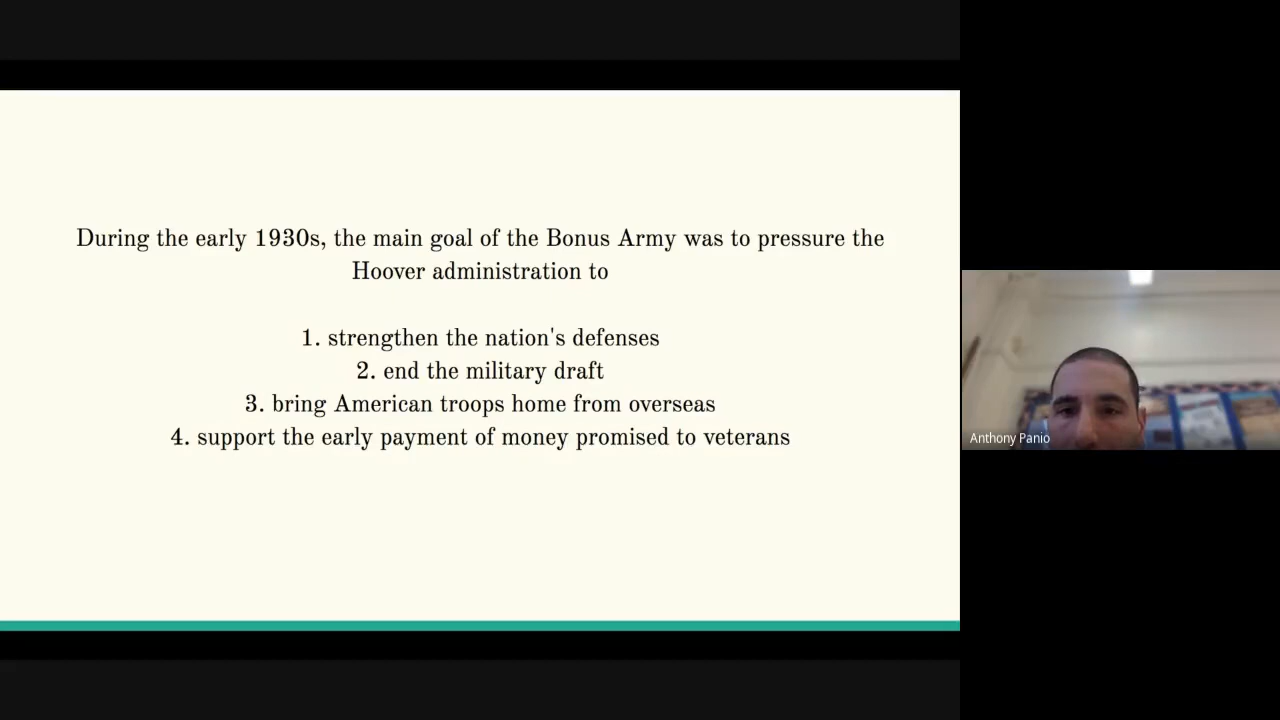 During the early 1930s, the main goal of the Bonus Army was to pressure the
Hoover administration to
1. strengthen the nation's defenses
2. end the military draft
3. bring American troops home from overseas
4. support the early payment of money promised to veterans
Anthony Panio